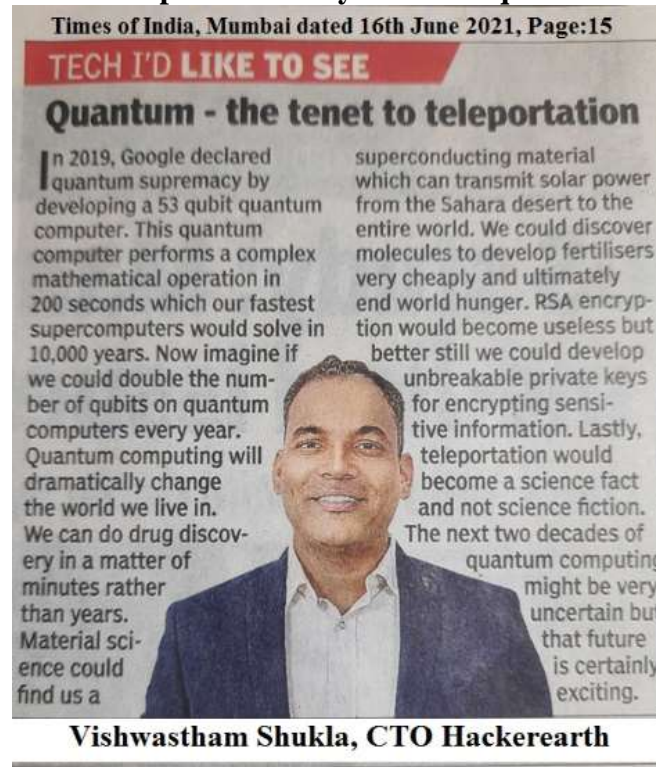 Times of India, Mumbai dated 16th June 2021, Page:15
TECH I'D LIKE TO SEE
Quantum - the tenet to teleportation
In 2019, Google declared
quantum supremacy by
developing a 53 qubit quantum
computer. This quantum
computer performs a complex
mathematical operation in
200 seconds which our fastest
supercomputers would solve in
10,000 years. Now imagine if
we could double the num-
ber of qubits on quantum
computers every year.
Quantum computing will
dramatically change
the world we live in.
We can do drug discov-
ery in a matter of
minutes rather
than years.
Material sci-
ence could
find us a
superconducting material
which can transmit solar power
from the Sahara desert to the
entire world. We could discover
molecules to develop fertilisers
very cheaply and ultimately
end world hunger. RSA encryp-
tion would become useless but
better still we could develop
unbreakable private keys
for encrypting sensi-
tive information. Lastly,
teleportation would
become a science fact
and not science fiction.
The next two decades of
quantum computing
might be very
uncertain but
that future
is certainly
exciting.
Vishwastham Shukla, CTO Hackerearth